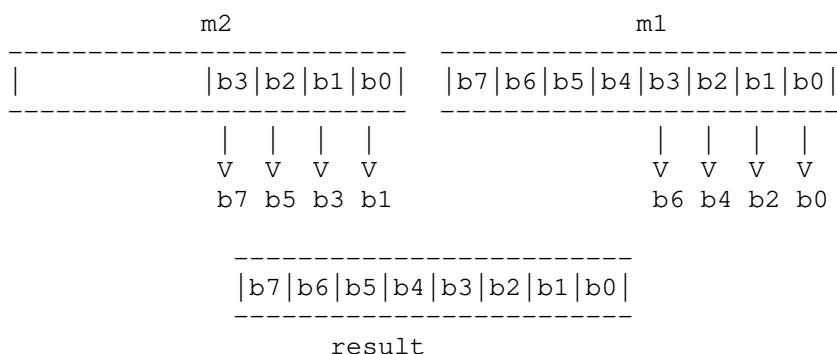 m2 m1
| |b3|b2|b1|b0| |b7|b6|b5|b4|b3|b2|b1|b0|
| | | | | | | |
V V V V V V V V
b7 b5 b3 b1 b6 b4 b2 b0
|b7|b6|b5|b4|b3|b2|b1|b0|
result